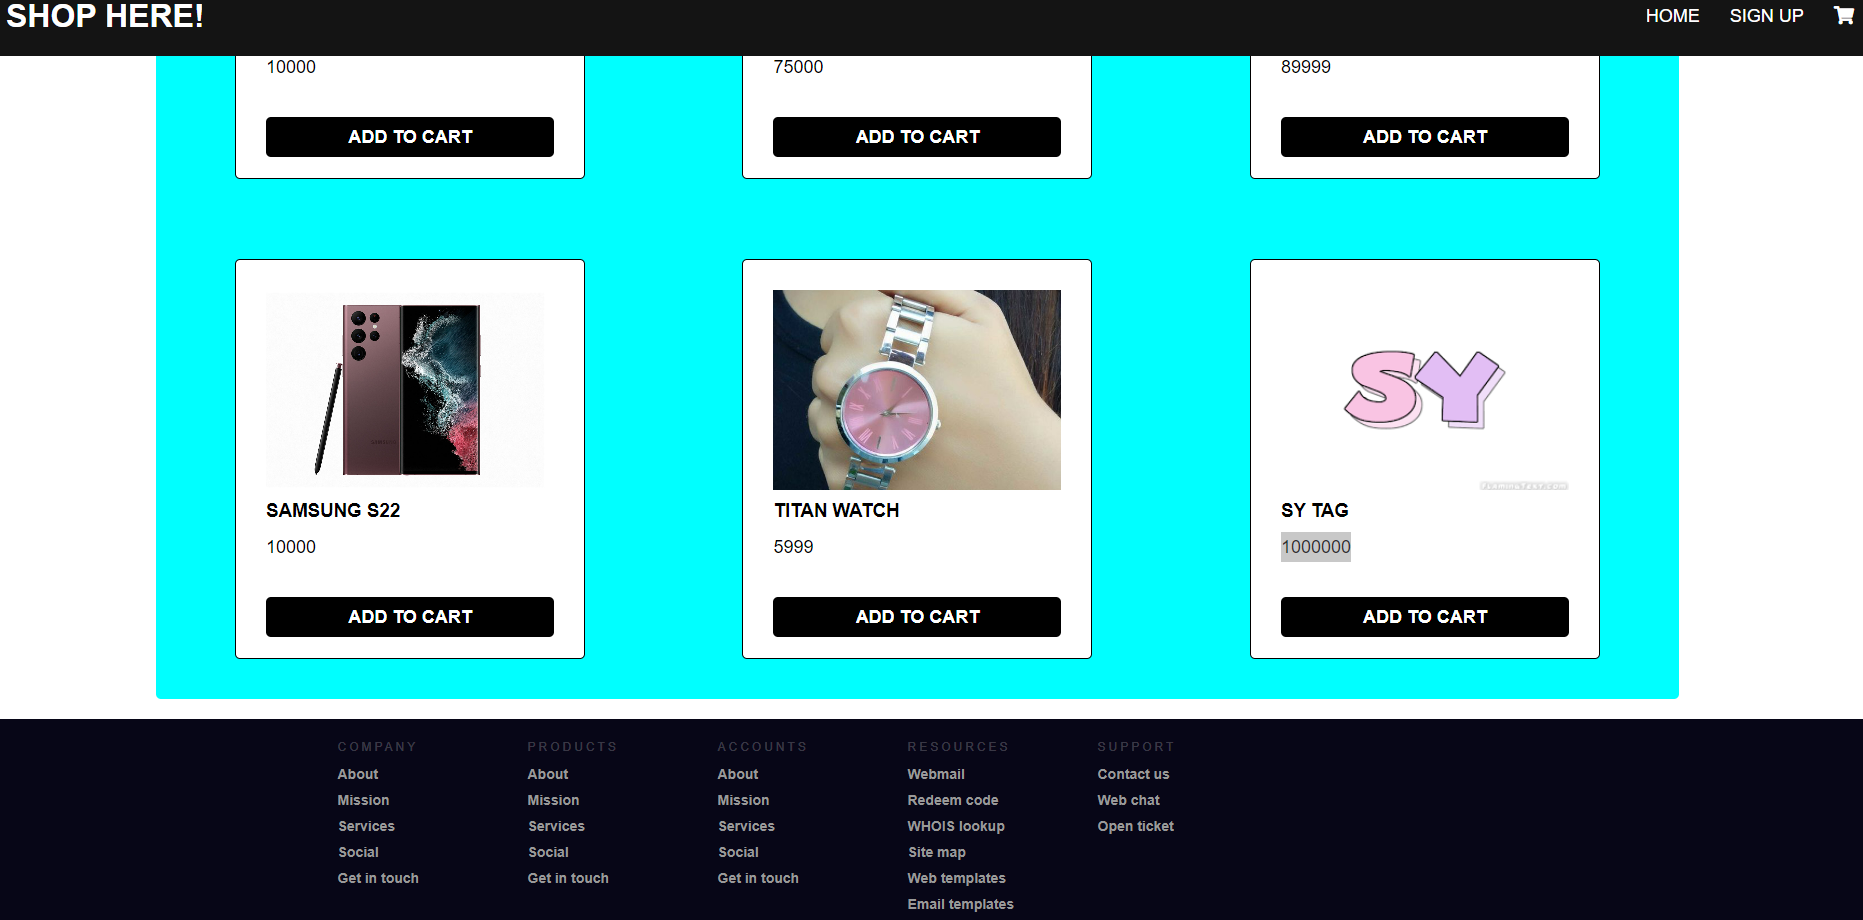 SHOP HERE!
HOME
SIGN UP
10000
75000
89999
ADD TO CART
ADD TO CART
ADD TO CART
SAMSUNG
SY
FlamingText.com
SAMSUNG S22
TITAN WATCH
SY TAG
10000
5999
1000000
ADD TO CART
ADD TO CART
ADD TO CART
COMPANY
About
Mission
Services
Social
Get in touch
PRODUCTS
About
Mission
Services
Social
Get in touch
ACCOUNTS
About
Mission
Services
Social
Get in touch
RESOURCES
Webmail
Redeem code
WHOIS lookup
Site map
Web templates
Email templates
SUPPORT
Contact us
Web chat
Open ticket